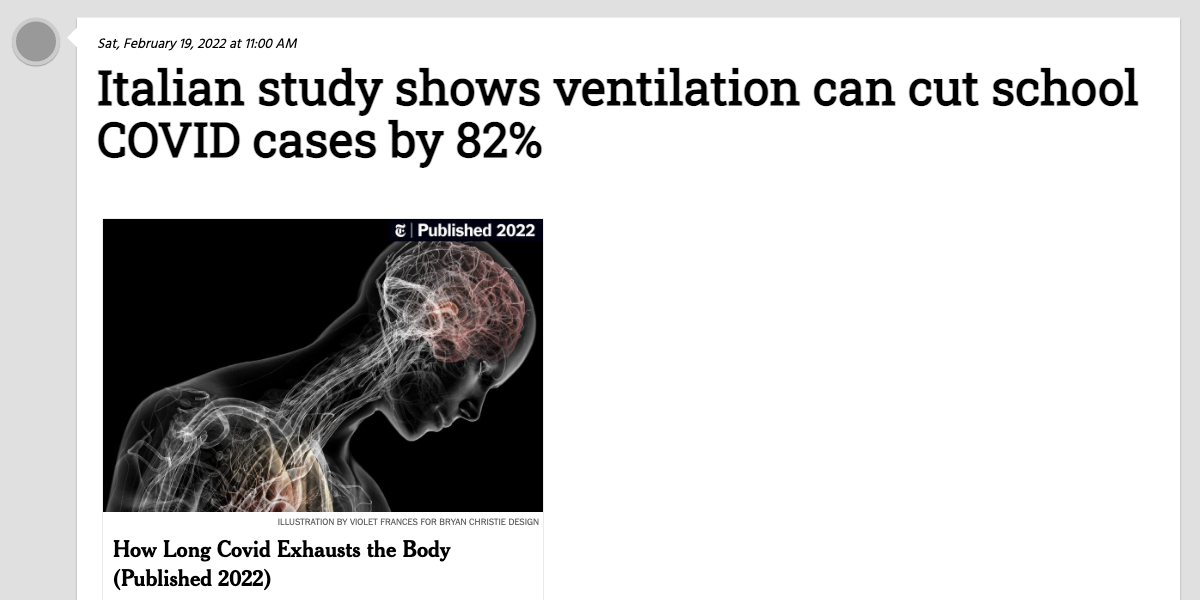 Sat, February 19, 2022 at 11:00 AM
Italian study shows ventilation can cut school
COVID cases by 82%
T | Published 2022
ILLUSTRATION BY VIOLET FRANCES FOR BRYAN CHRISTIE DESIGN
How Long Covid Exhausts the Body
(Published 2022)